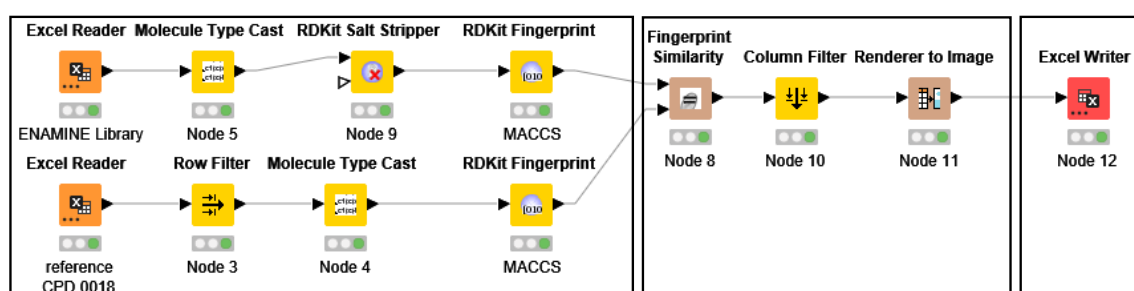 Excel Reader Molecule Type Cast RDKit Salt Stripper RDKit Fingerprint
ENAMINE Library Node 5 Node 9 MACCS
Excel Reader Row Filter Molecule Type Cast RDKit Fingerprint
reference Node 3 Node 4 MACCS
CPD 0018
Fingerprint
Similarity Column Filter Renderer to Image
Node 8 Node 10 Node 11
Excel Writer
Node 12